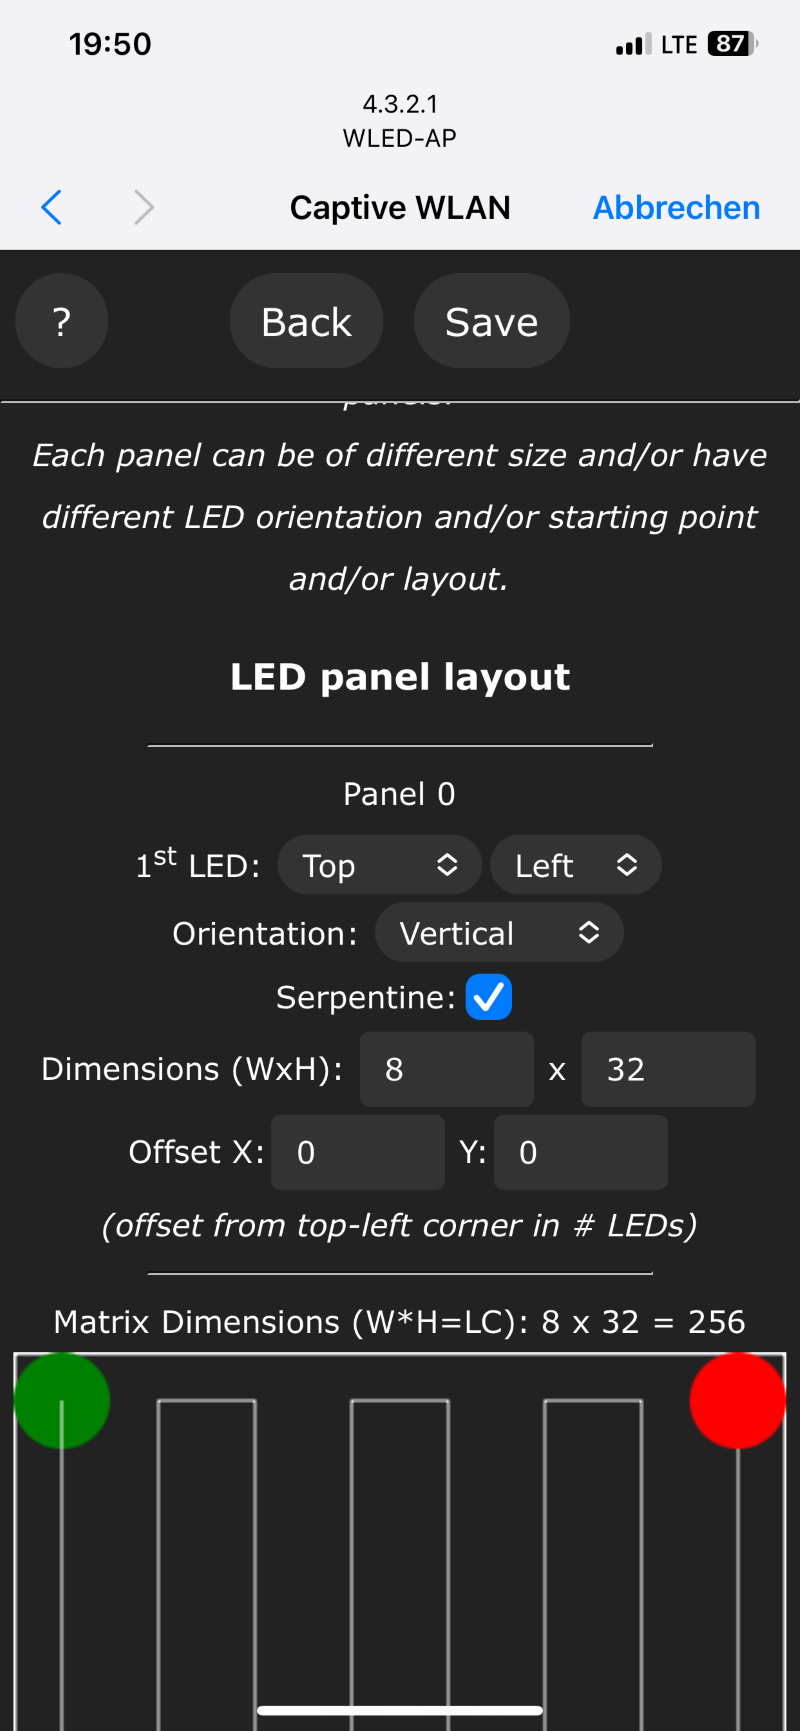 19:50 LTE 87
4.3.2.1
WLED-AP
Captive WLAN Abbrechen
? Back Save
panels.
Each panel can be of different size and/or have
different LED orientation and/or starting point
and/or layout.
LED panel layout
Panel 0
1st LED: Top Left
Orientation: Vertical
Serpentine:
Dimensions (WxH): 8 x 32
Offset X: 0 Y: 0
(offset from top-left corner in # LEDs)
Matrix Dimensions (W*H=LC): 8 x 32 = 256